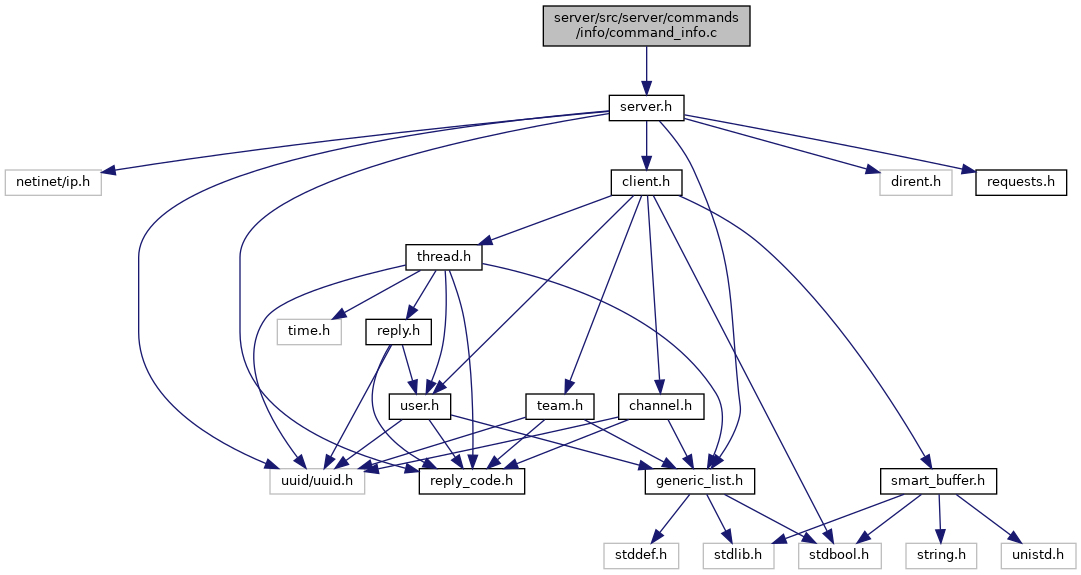 server/src/server/commands
/info/command_info.c
server.h
netinet/ip.h
client.h
dirent.h
requests.h
thread.h
time.h
reply.h
user.h
team.h
channel.h
uuid/uuid.h
reply_code.h
generic_list.h
smart_buffer.h
stddef.h
stdlib.h
stdbool.h
string.h
unistd.h